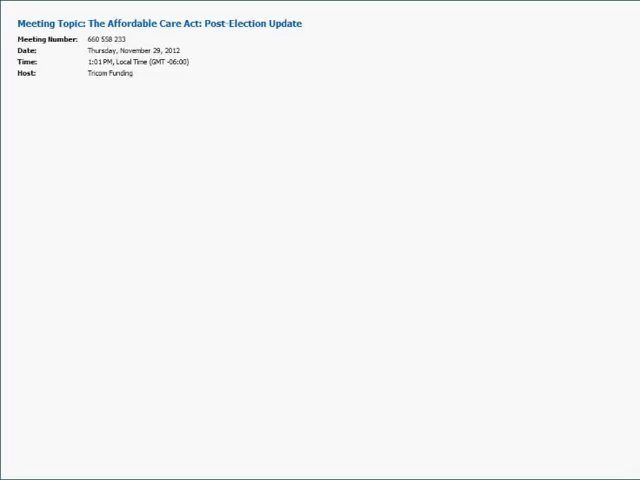 Meeting Topic: The Affordable Care Act: Post-Election Update
Meeting Number: 660 558 233
Date: Thursday, November 29, 2012
Time: 1:01 PM, Local Time (GMT -06:00)
Host: Tricom Funding